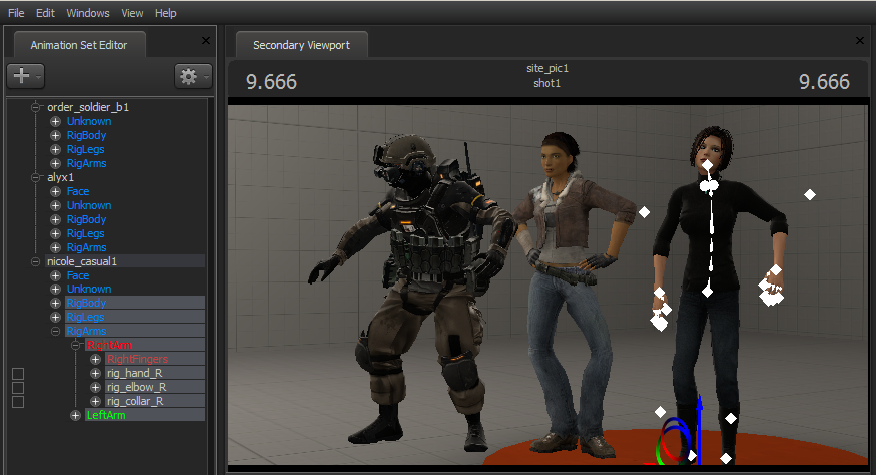 File Edit Windows View Help
Animation Set Editor
Secondary Viewport
9.666
site_pic1
shot1
9.666
order_soldier_b1
Unknown
RigBody
RigLegs
RigArms
alyx1
Face
Unknown
RigBody
RigLegs
RigArms
nicole_casual1
Face
Unknown
RigBody
RigLegs
RigArms
RightArm
RightFingers
rig_hand_R
rig_elbow_R
rig_collar_R
LeftArm